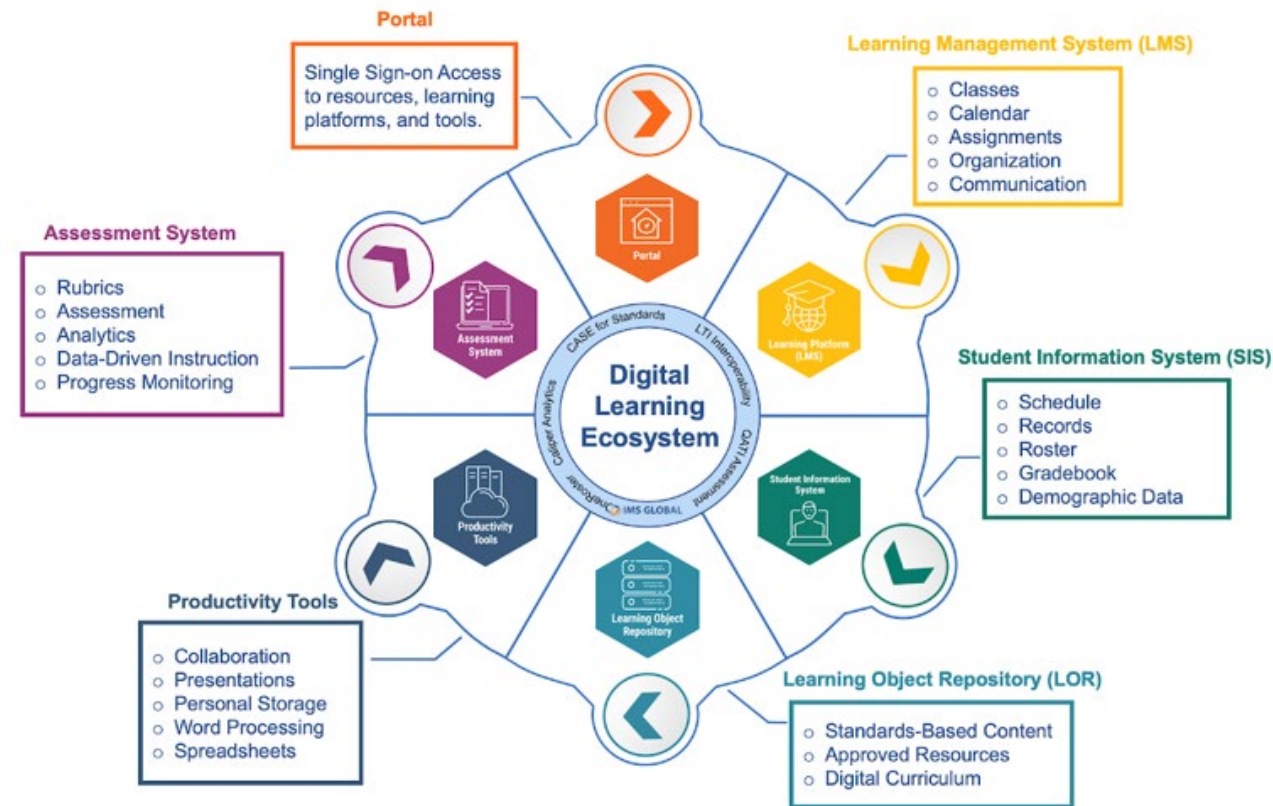 Portal
Single Sign-on Access
to resources, learning
platforms, and tools.
Learning Management System (LMS)
Classes
Calendar
Assignments
Organization
Communication
Assessment System
Rubrics
Assessment
Analytics
Data-Driven Instruction
Progress Monitoring
Portal
Assessment
System
Learning Platform
(LMS)
CASE for Standards
LTI Interoperability
QATI Assessment
IMS GLOBAL
OneRoster
Caliper Analytics
Digital
Learning
Ecosystem
Student Information System (SIS)
Schedule
Records
Roster
Gradebook
Demographic Data
Productivity
Tools
Student Information
System
Learning Object
Repository
Productivity Tools
Collaboration
Presentations
Personal Storage
Word Processing
Spreadsheets
Learning Object Repository (LOR)
Standards-Based Content
Approved Resources
Digital Curriculum